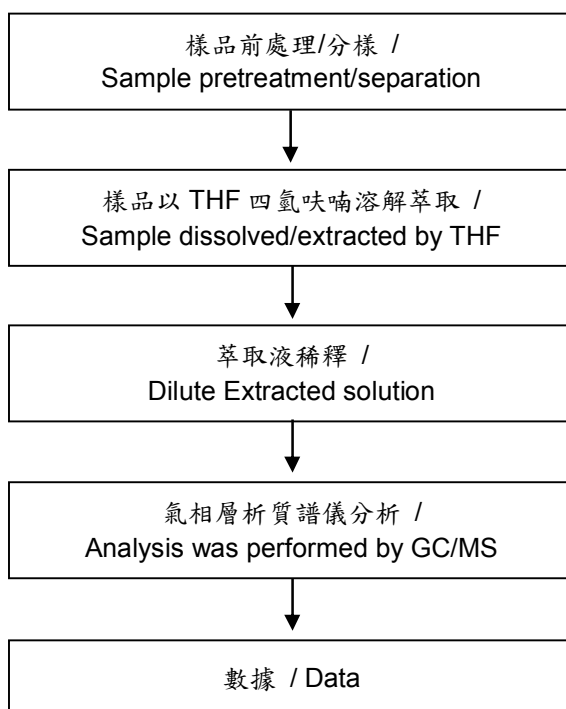 樣品前處理/分樣 /
Sample pretreatment/separation
樣品以 THF 四氫呋喃溶解萃取 /
Sample dissolved/extracted by THF
萃取液稀釋 /
Dilute Extracted solution
氣相層析質譜儀分析 /
Analysis was performed by GC/MS
數據 / Data